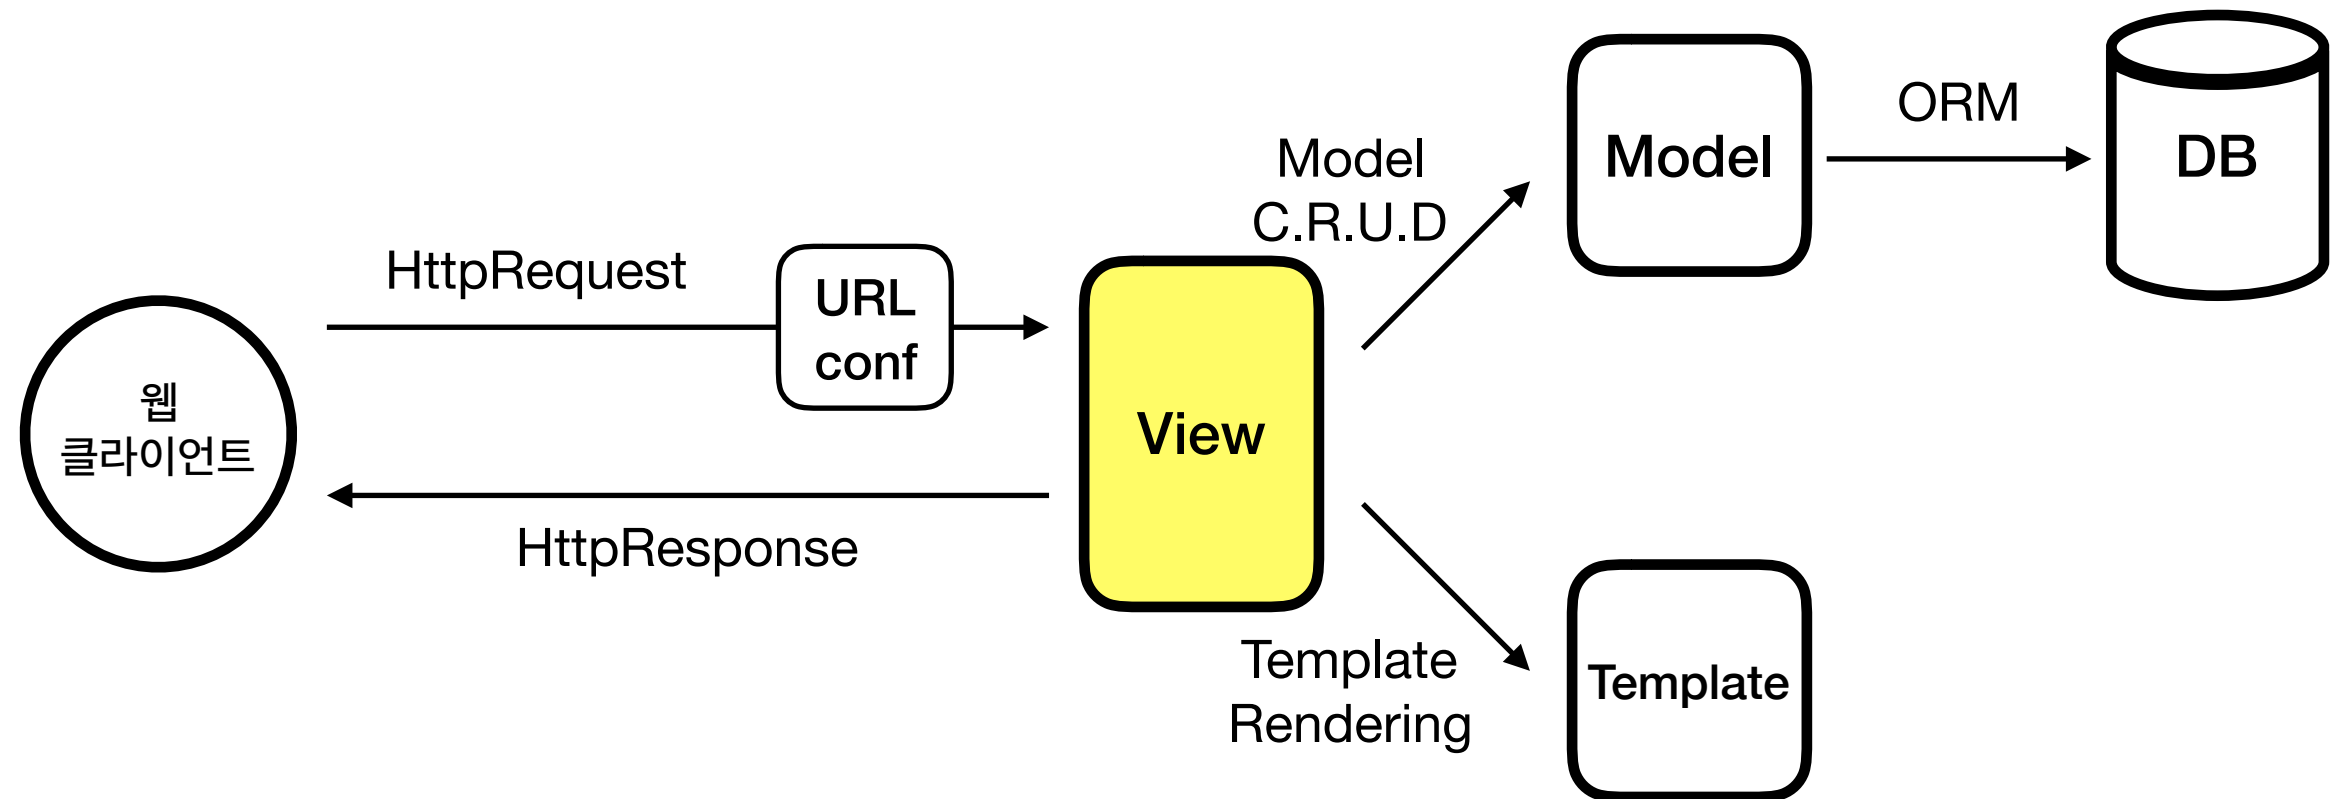 HttpRequest
URL
conf
웹
클라이언트
HttpResponse
View
Model
C.R.U.D
Model
ORM
DB
Template
Rendering
Template